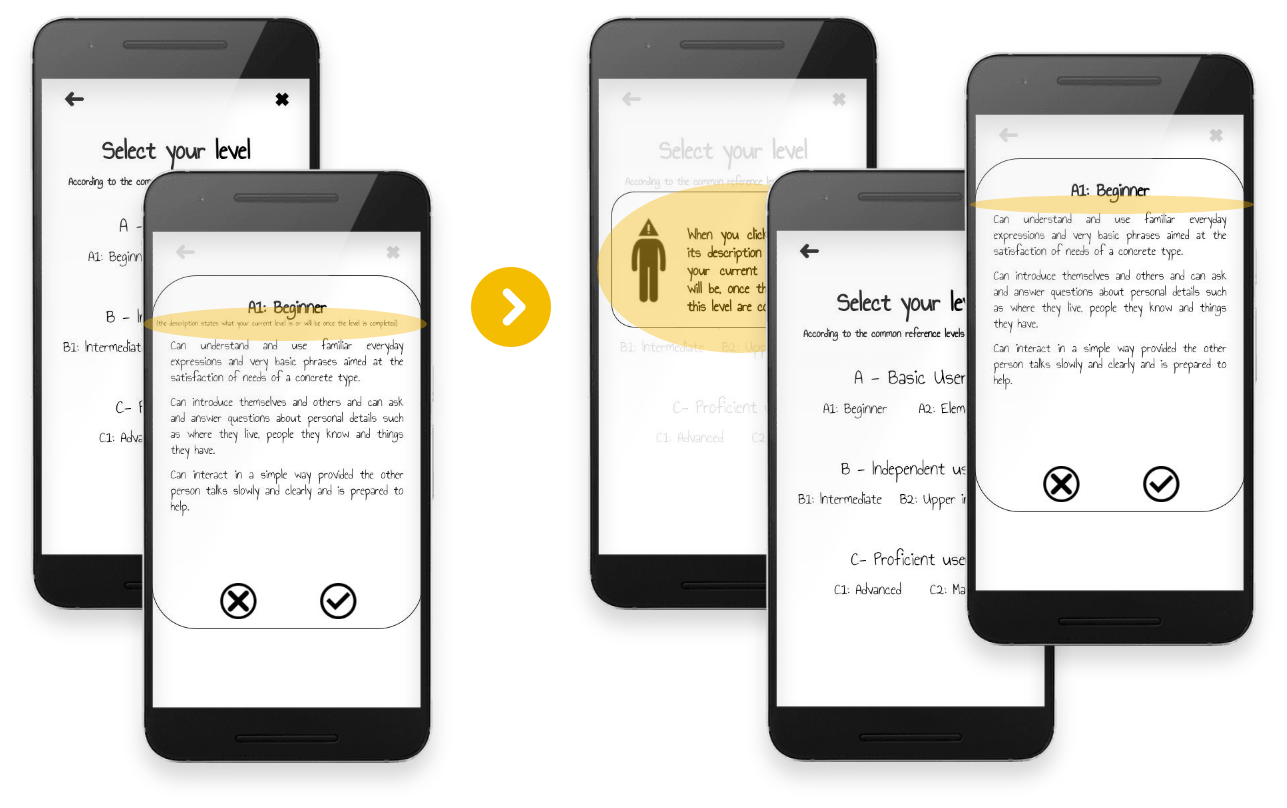 Select your level
According to the com
A -
A1: Beginn
B - I
B1: Intermediat
C-
C1: Adva
A1: Beginner
(the description states what your current level is or will be once the level is completed)
Can understand and use familiar everyday
expressions and very basic phrases aimed at the
satisfaction of needs of a concrete type.
Can introduce themselves and others and can ask
and answer questions about personal details such
as where they live, people they know and things
they have.
Can interact in a simple way provided the other
person talks slowly and clearly and is prepared to
help.
Select your level
According to the common reference le
When you click
its description
your current
will be, once th
this level are co
B1: Intermediate B2: Upp
C- Proficient
C1: Advanced C2
Select your le
According to the common reference levels
A - Basic User
A1: Beginner A2: Elem
B - Independent us
B1: Intermediate B2: Upper i
C- Proficient use
C1: Advanced C2: Ma
A1: Beginner
Can understand and use familiar everyday
expressions and very basic phrases aimed at the
satisfaction of needs of a concrete type.
Can introduce themselves and others and can ask
and answer questions about personal details such
as where they live, people they know and things
they have.
Can interact in a simple way provided the other
person talks slowly and clearly and is prepared to
help.